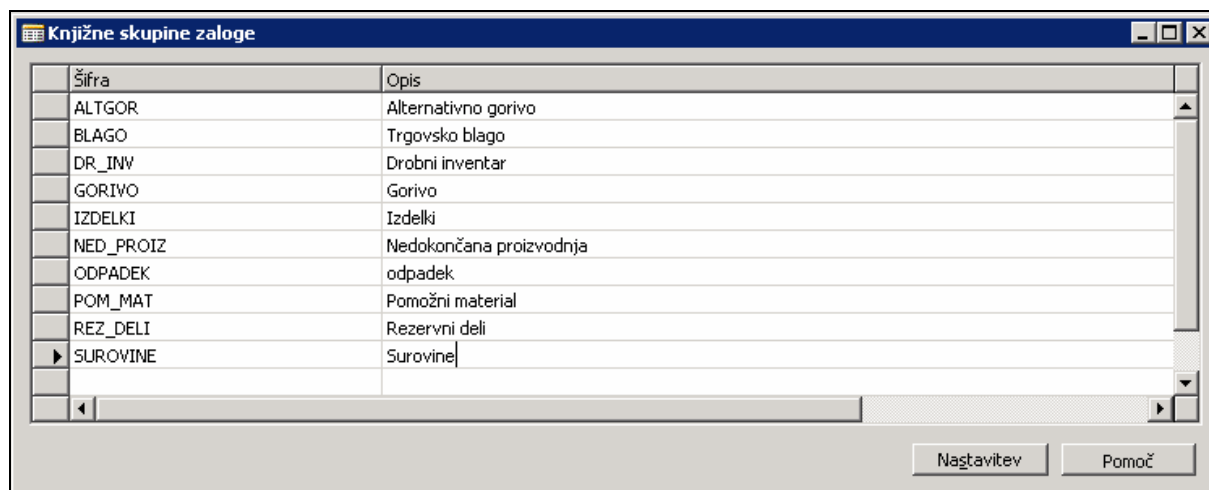 Knjižne skupine zaloge
Šifra Opis
ALTGOR Alternativno gorivo
BLAGO Trgovsko blago
DR_INV Drobni inventar
GORIVO Gorivo
IZDELKI Izdelki
NED_PROIZ Nedokončana proizvodnja
ODPADEK odpadek
POM_MAT Pomožni material
REZ_DELI Rezervni deli
SUROVINE Surovine
Nastavitev Pomoč